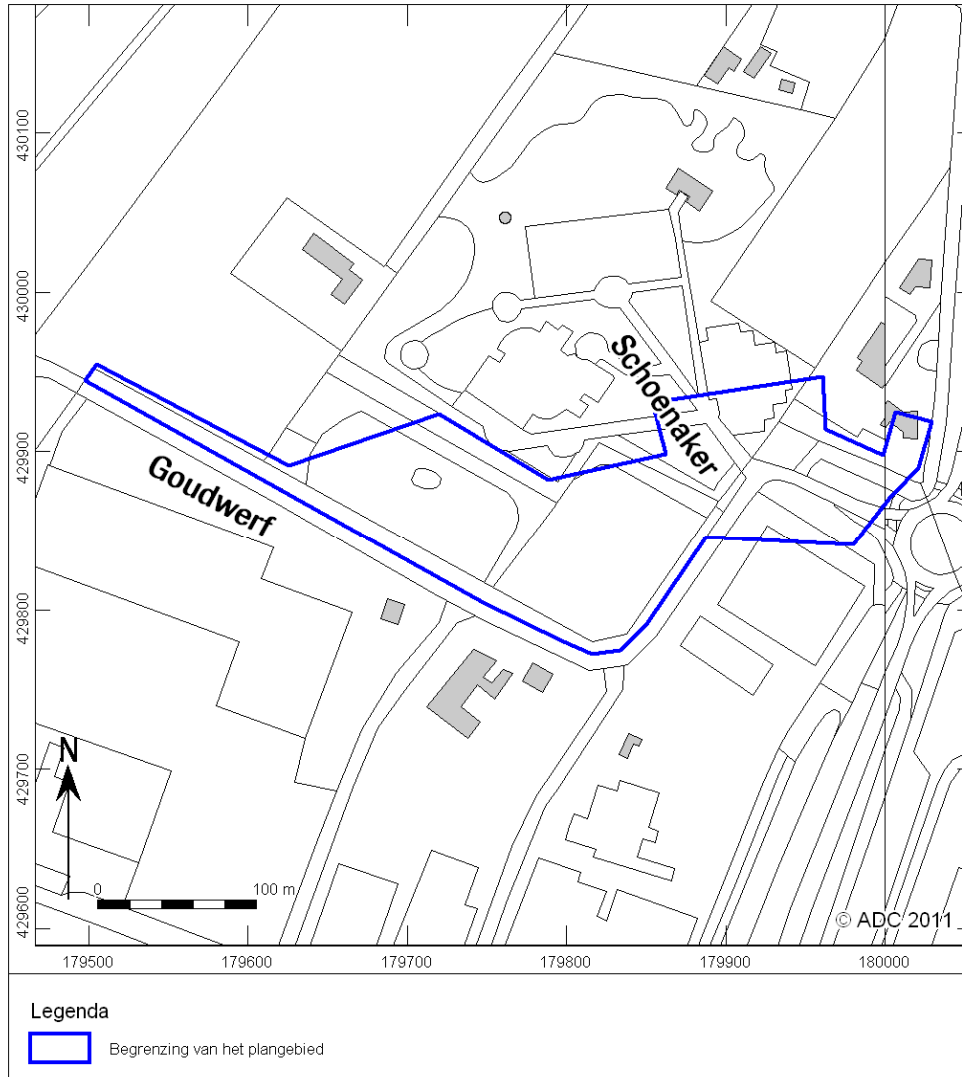 430100
430000
429900
429800
429700
429600
Schoenaker
Goudwerf
N
0 100 m
© ADC 2011
179500 179600 179700 179800 179900 180000
Legenda
Begrenzing van het plangebied